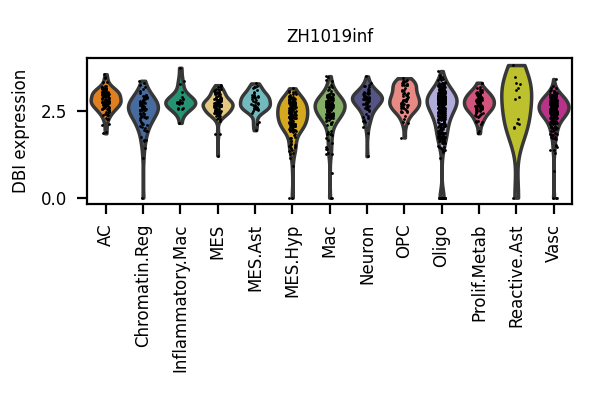 ZH1019inf
DBI expression
2.5
0.0
AC
Chromatin.Reg
Inflammatory.Mac
MES
MES.Ast
MES.Hyp
Mac
Neuron
OPC
Oligo
Prolif.Metab
Reactive.Ast
Vasc